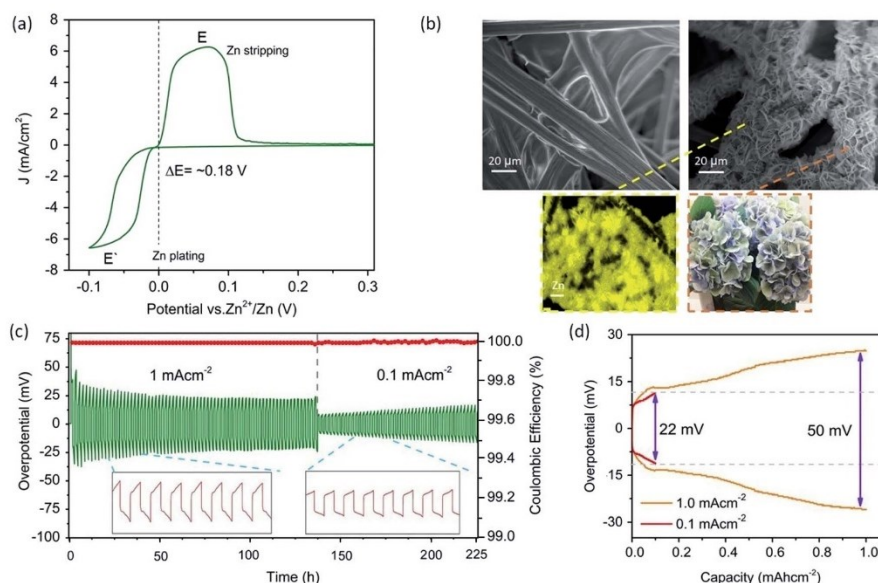 (a)
8
6
4
2
0
-2
-4
-6
-8
J (mA/cm²)
E
Zn stripping
ΔE= ~0.18 V
E`
Zn plating
-0.1
0.0
0.1
0.2
0.3
Potential vs.Zn²⁺/Zn (V)
(b)
20 µm
20 µm
Zn
(c)
75
50
25
0
-25
-50
-75
-100
Overpotential (mV)
1 mAcm⁻²
0.1 mAcm⁻²
100.0
99.8
99.6
99.4
99.2
99.0
Coulombic Efficiency (%)
0
50
100
150
200
225
Time (h)
(d)
30
15
0
-15
-30
Overpotential (mV)
22 mV
50 mV
1.0 mAcm⁻²
0.1 mAcm⁻²
0.0
0.2
0.4
0.6
0.8
1.0
Capacity (mAhcm⁻²)